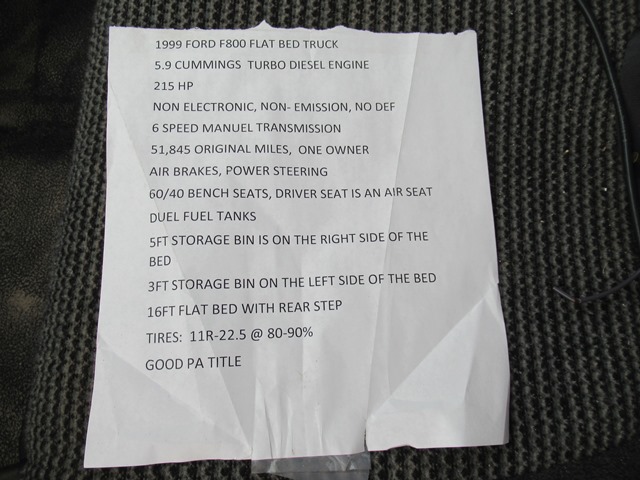 1999 FORD F800 FLAT BED TRUCK
5.9 CUMMINGS TURBO DIESEL ENGINE
215 HP
NON ELECTRONIC, NON- EMISSION, NO DEF
6 SPEED MANUEL TRANSMISSION
51,845 ORIGINAL MILES, ONE OWNER
AIR BRAKES, POWER STEERING
60/40 BENCH SEATS, DRIVER SEAT IS AN AIR SEAT
DUEL FUEL TANKS
5FT STORAGE BIN IS ON THE RIGHT SIDE OF THE
BED
3FT STORAGE BIN ON THE LEFT SIDE OF THE BED
16FT FLAT BED WITH REAR STEP
TIRES: 11R-22.5 @ 80-90%
GOOD PA TITLE